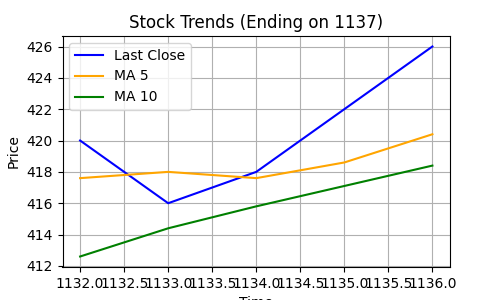 Stock Trends (Ending on 1137)
Last Close
MA 5
MA 10
Price
426
424
422
420
418
416
414
412
1132.0 1132.5 1133.0 1133.5 1134.0 1134.5 1135.0 1135.5 1136.0
Time